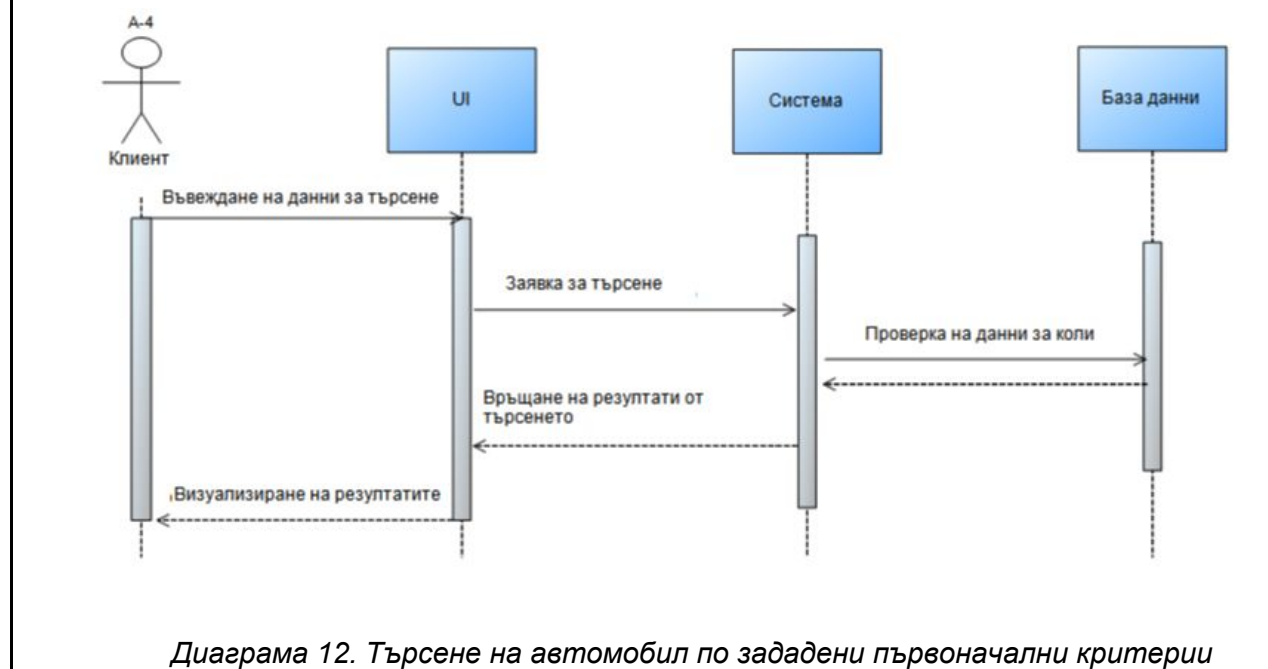 А-4
Клиент
UI
Система
База данни
Въвеждане на данни за търсене
Заявка за търсене
Проверка на данни за коли
Връщане на резултати от
търсенето
Визуализиране на резултатите
Диаграма 12. Търсене на автомобил по зададени първоначални критерии